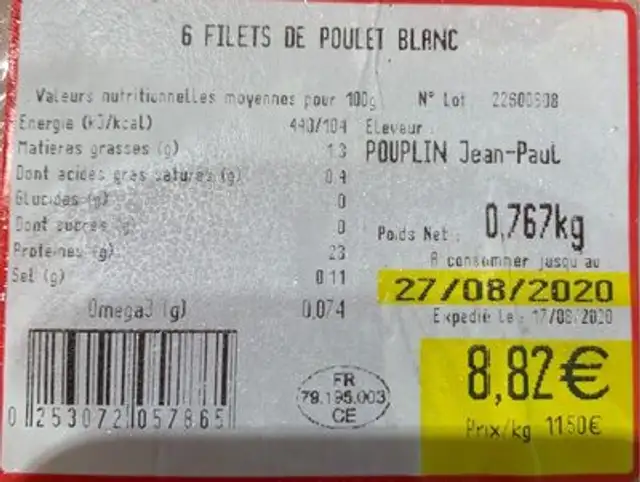 6 FILETS DE POULET BLANC
Valeurs nutritionnelles moyennes pour 100g
N° Lot 22600808
Energie (KJ/kcal) 440/104
Eleveur :
Matieres grasses (g) 1.3
POUPLIN Jean-Paul
Dont acides gras saturés (g) 0.4
Glucides (g) 0
Dont sucres (g) 0
Poids Net : 0,767kg
Proteines (g) 23
A consommer jusqu au
Sel (g) 0.11
27/08/2020
Omega3 (g) 0,074
Expedié Le : 17/08/2020
8,82€
Prix/kg 11.50€
FR
79.195.003
CE
0 253072 057865